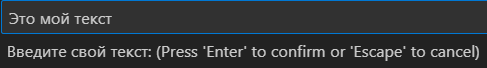 Это мой текст
Введите свой текст: (Press 'Enter' to confirm or 'Escape' to cancel)